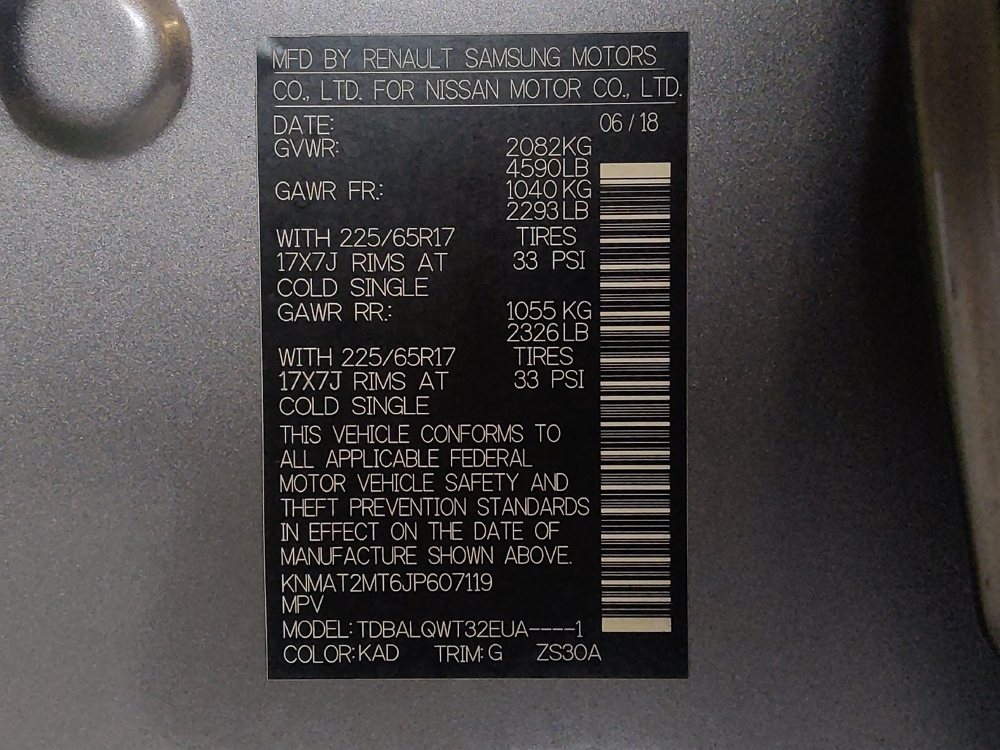 MFD BY RENAULT SAMSUNG MOTORS
CO., LTD. FOR NISSAN MOTOR CO., LTD.
DATE: 06 / 18
GVWR: 2082KG
4590LB
GAWR FR.: 1040 KG
2293 LB
WITH 225/65R17 TIRES
17X7J RIMS AT 33 PSI
COLD SINGLE
GAWR RR.: 1055 KG
2326 LB
WITH 225/65R17 TIRES
17X7J RIMS AT 33 PSI
COLD SINGLE
THIS VEHICLE CONFORMS TO
ALL APPLICABLE FEDERAL
MOTOR VEHICLE SAFETY AND
THEFT PREVENTION STANDARDS
IN EFFECT ON THE DATE OF
MANUFACTURE SHOWN ABOVE.
KNMAT2MT6JP607119
MPV
MODEL: TDBALQWT32EUA----1
COLOR: KAD TRIM: G ZS30A